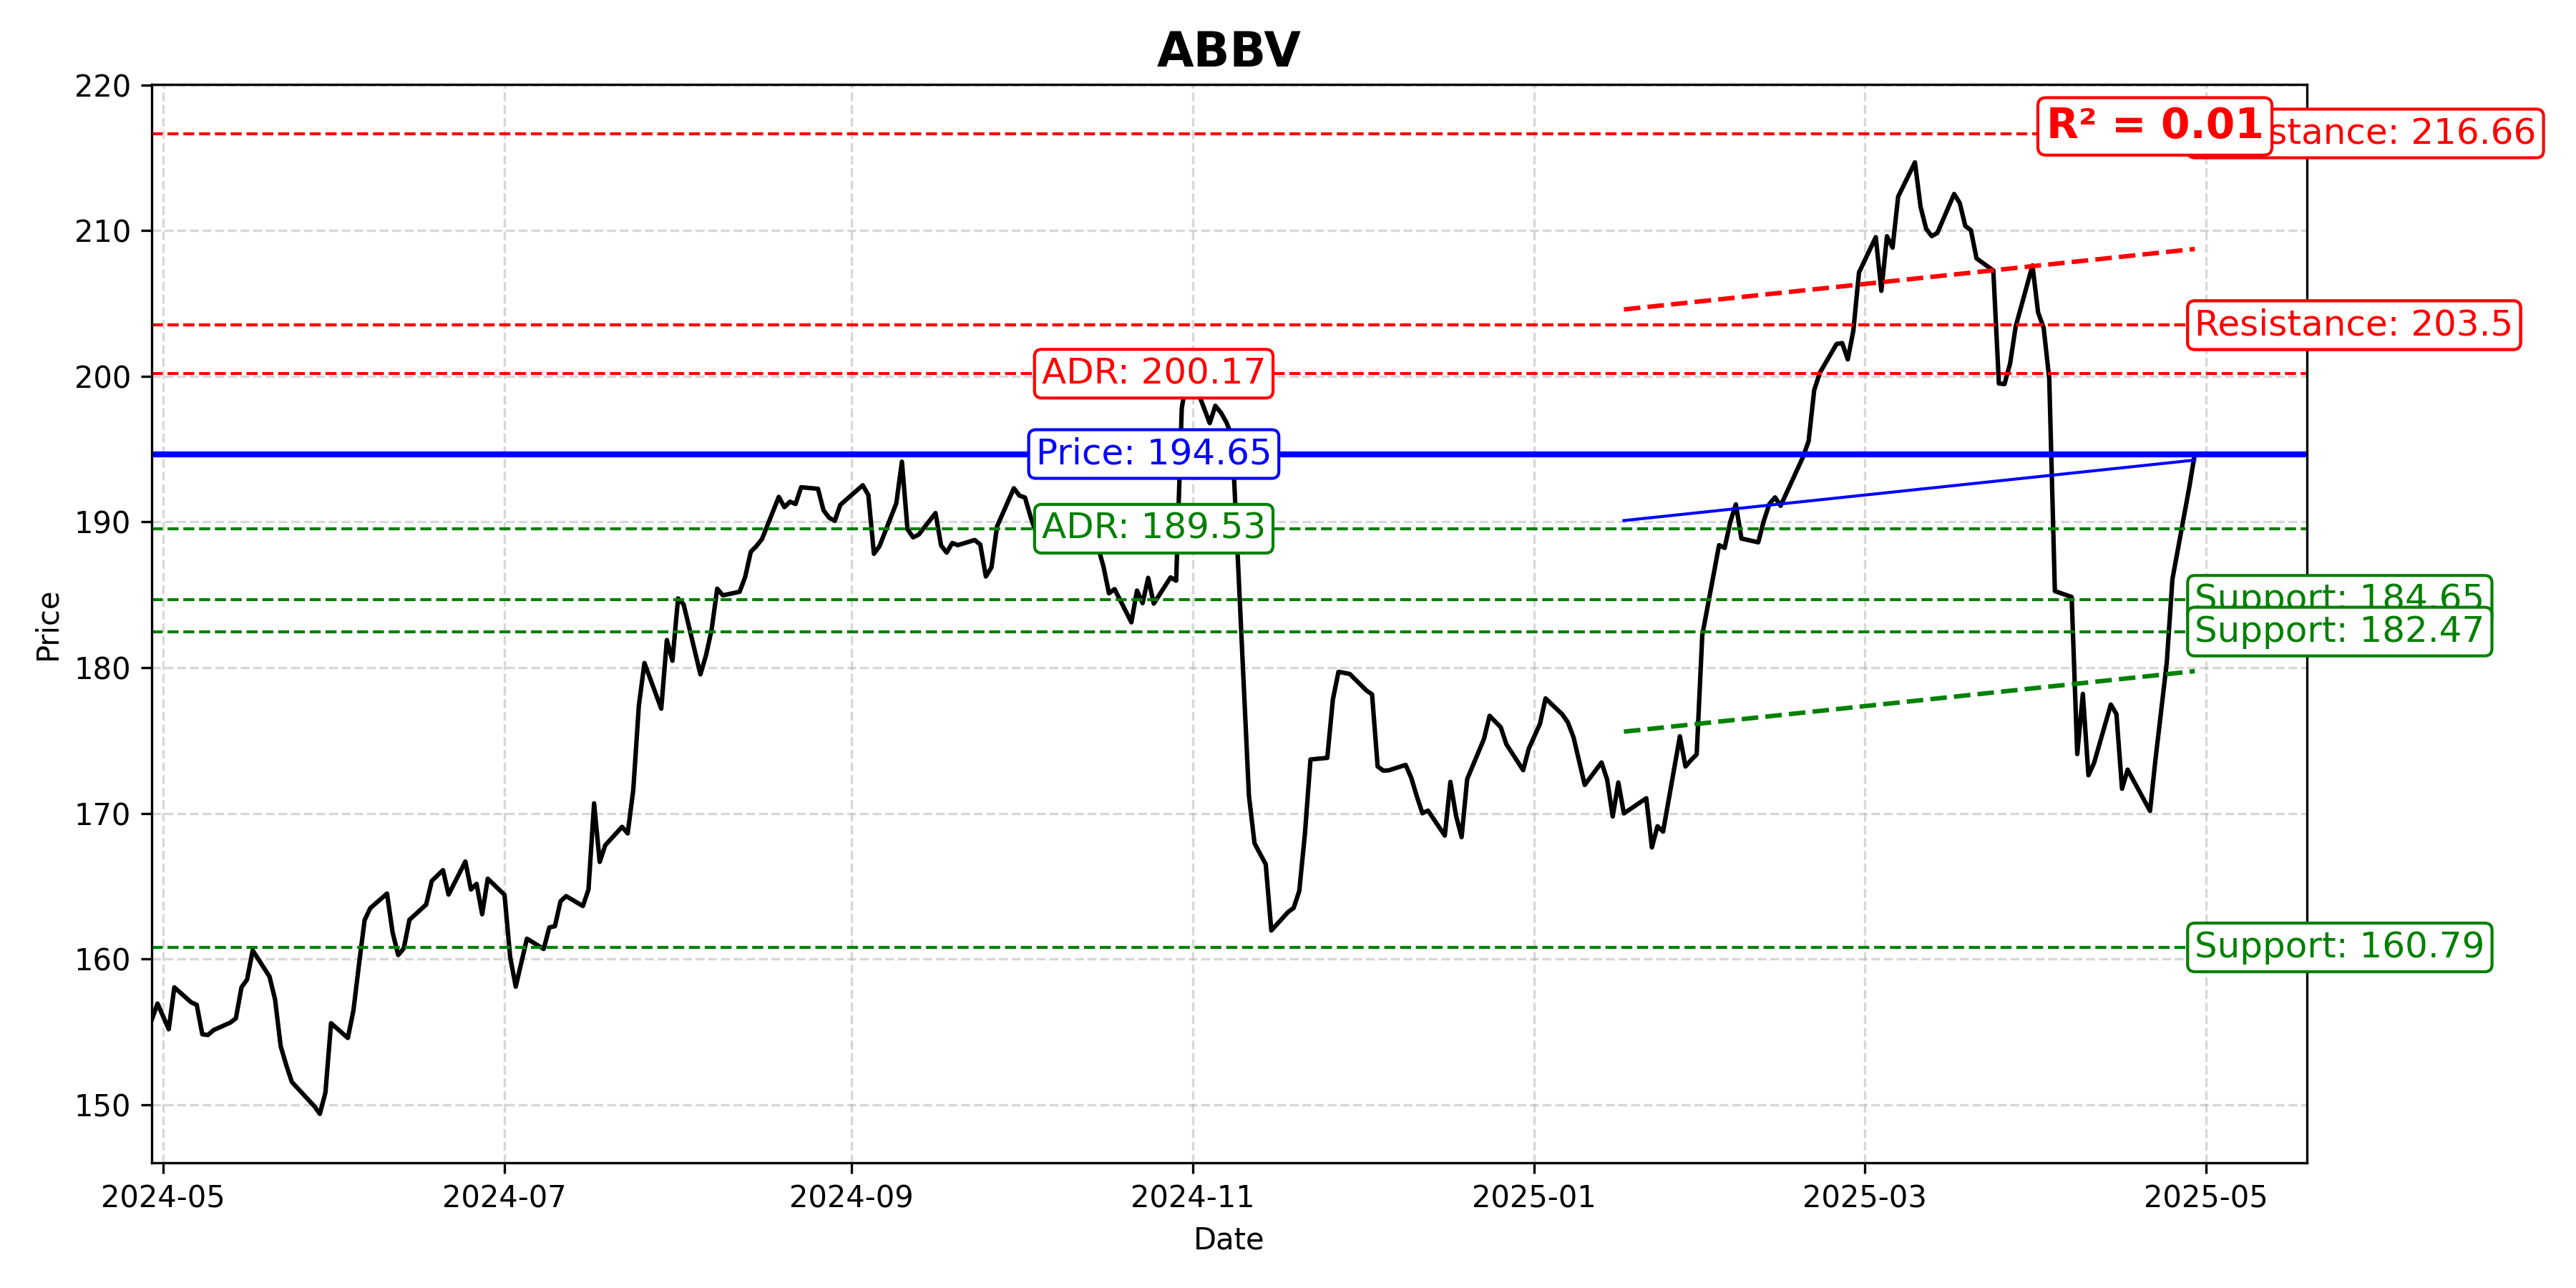 ABBV
220
210
200
190
180
170
160
150
Price
R² = 0.01
stance: 216.66
Resistance: 203.5
ADR: 200.17
Price: 194.65
ADR: 189.53
Support: 184.65
Support: 182.47
Support: 160.79
2024-05
2024-07
2024-09
2024-11
2025-01
2025-03
2025-05
Date